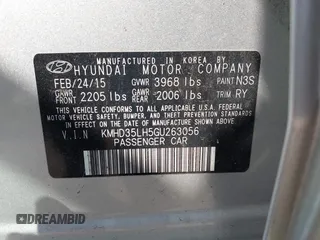 MANUFACTURED IN KOREA BY
HYUNDAI MOTOR COMPANY
FEB/24/15 GVWR 3968 lbs PAINT N3S
GAWR FRONT 2205 lbs GAWR REAR 2006 lbs TRIM RY
THIS VEHICLE CONFORMS TO ALL APPLICABLE FEDERAL
MOTOR VEHICLE SAFETY, BUMPER, AND THEFT
PREVENTION STANDARDS IN EFFECT ON THE DATE OF
MANUFACTURE SHOWN ABOVE.
V.I.N KMHD35LH5GU263056
PASSENGER CAR
DREAMBID